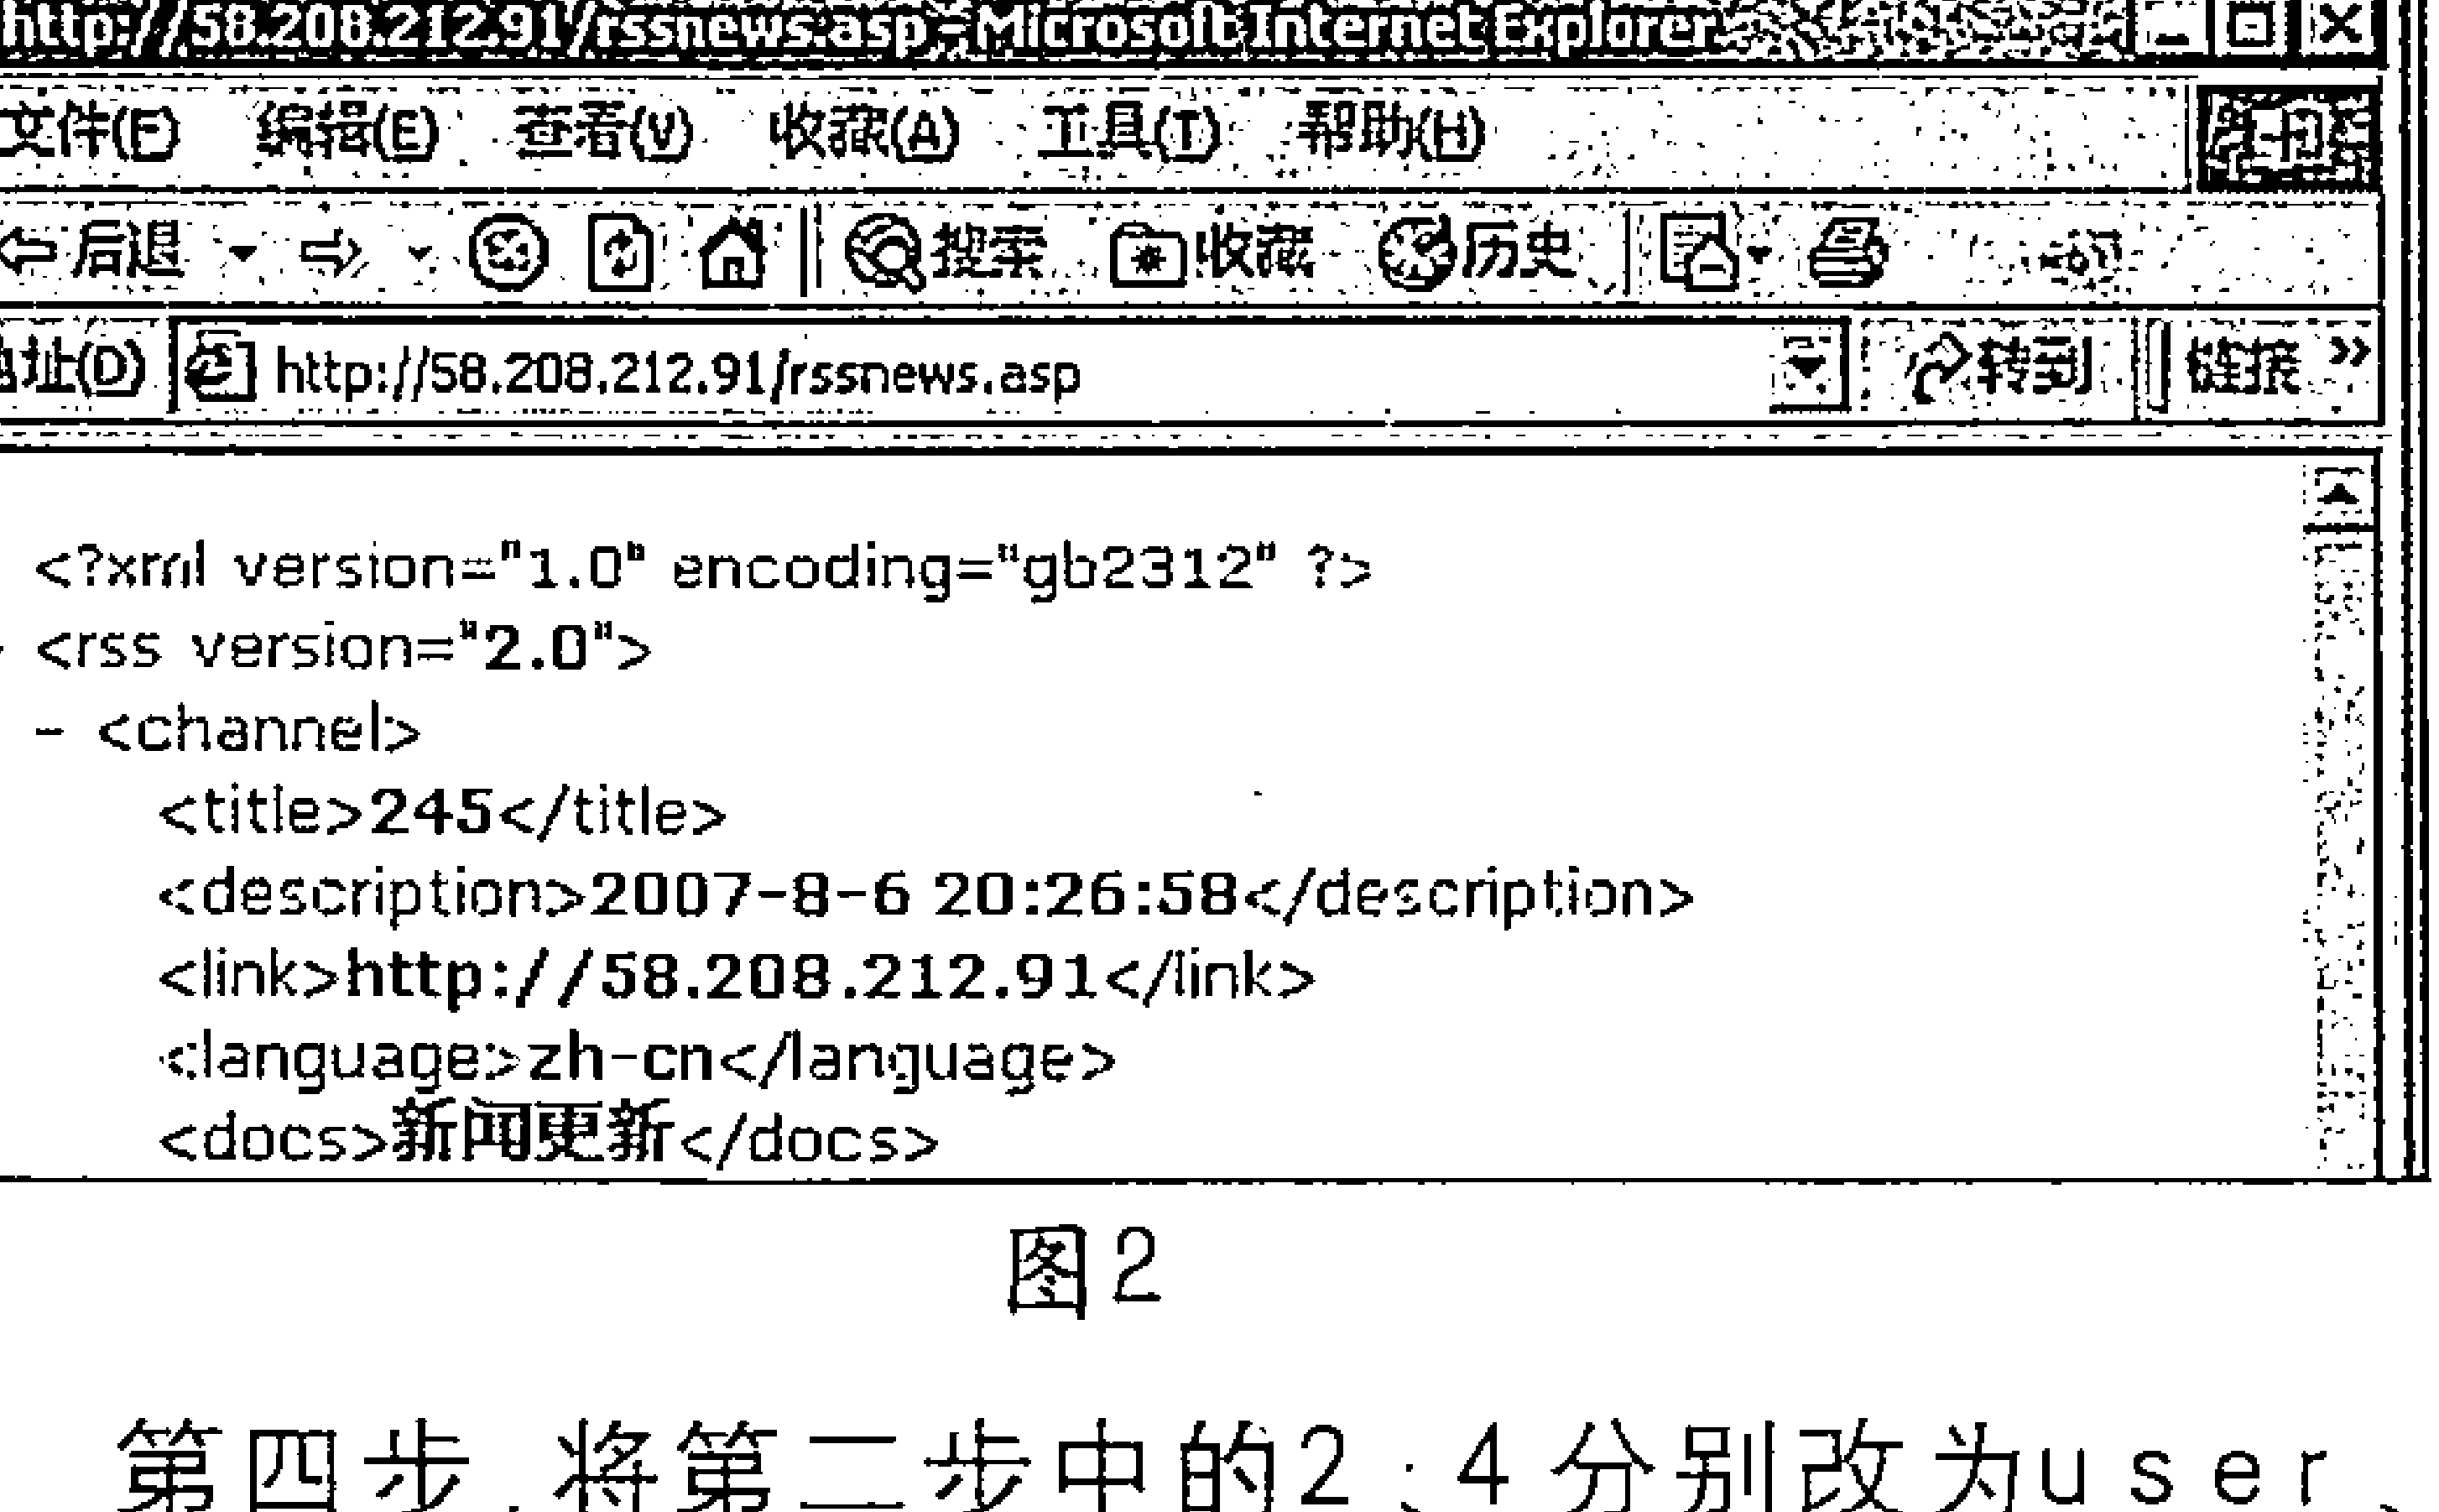 http://58.208.212.91/rssnews.asp - Microsoft Internet Explorer
文件(F) 编辑(E) 查看(V) 收藏(A) 工具(T) 帮助(H)
后退 搜索 收藏 历史
址(D) http://58.208.212.91/rssnews.asp 转到 链接 »
<?xml version="1.0" encoding="gb2312" ?>
<rss version="2.0">
- <channel>
<title>245</title>
<description>2007-8-6 20:26:58</description>
<link>http://58.208.212.91</link>
<language>zh-cn</language>
<docs>新闻更新</docs>
图2
第四步,将第二步中的2、4分别改为user、